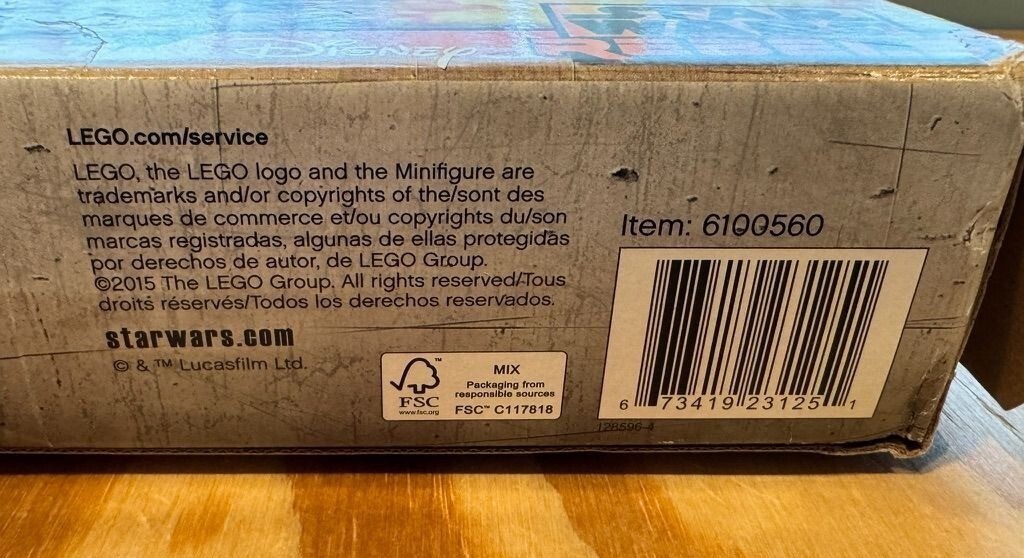 Disney
LEGO.com/service
LEGO, the LEGO logo and the Minifigure are
trademarks and/or copyrights of the/sont des
marques de commerce et/ou copyrights du/son
marcas registradas, algunas de ellas protegidas
por derechos de autor, de LEGO Group.
©2015 The LEGO Group. All rights reserved/Tous
droits réservés/Todos los derechos reservados.
starwars.com
© & ™ Lucasfilm Ltd.
Item: 6100560
FSC
www.fsc.org
™
MIX
Packaging from
responsible sources
FSC™ C117818
6 73419 23125 1
128596-4